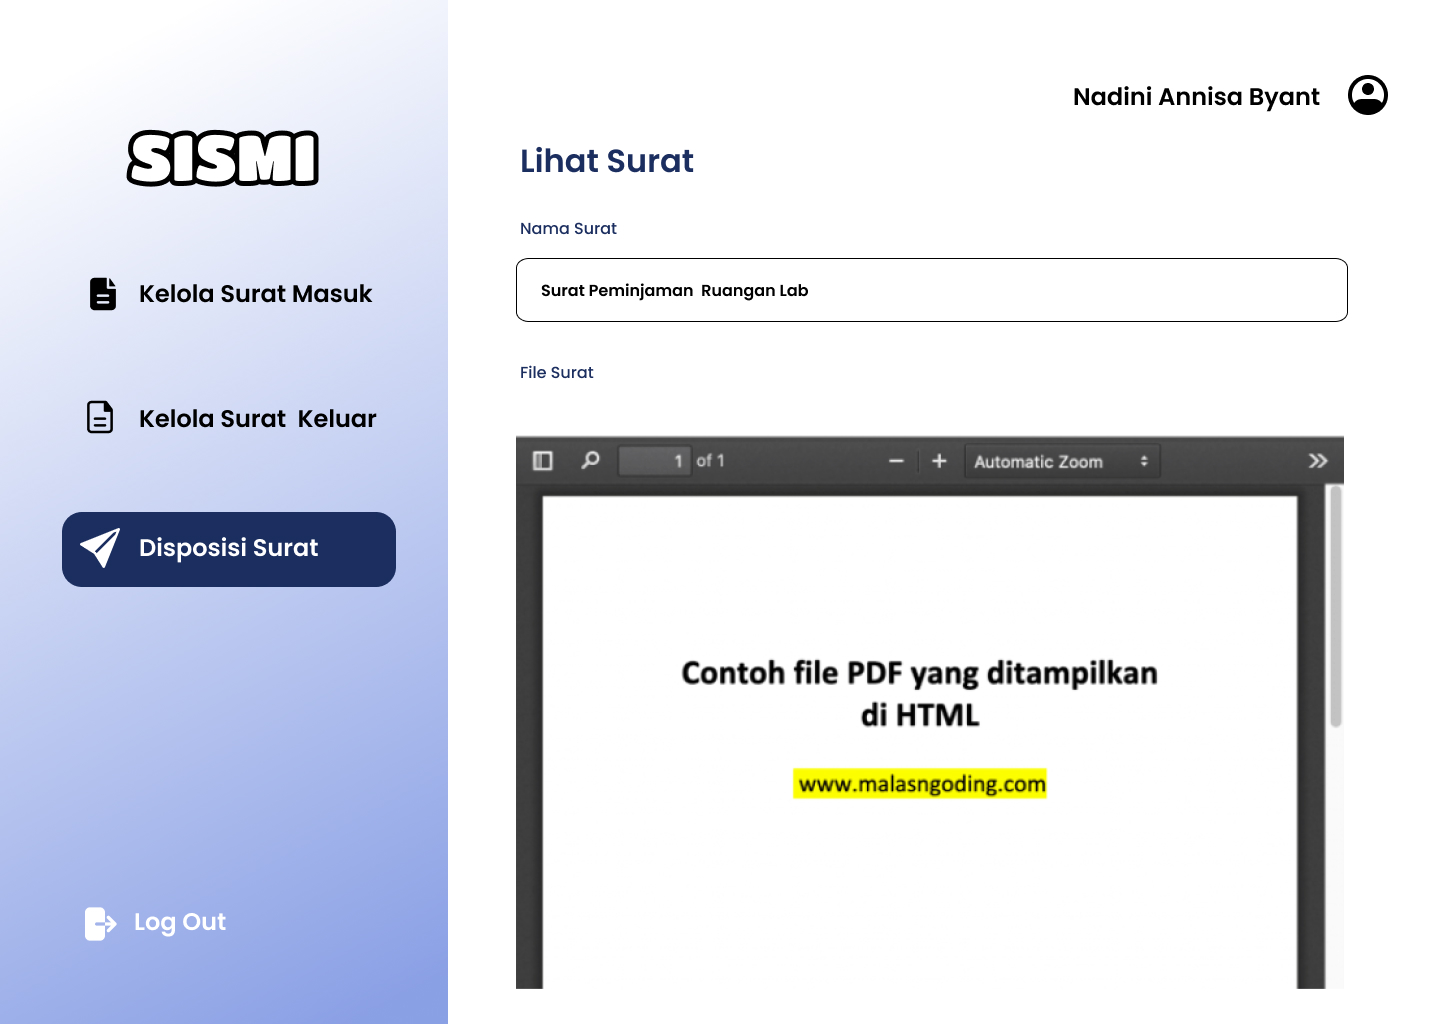 SISMI
Kelola Surat Masuk
Kelola Surat Keluar
Disposisi Surat
Log Out
Nadini Annisa Byant
Lihat Surat
Nama Surat
Surat Peminjaman Ruangan Lab
File Surat
1 of 1
Automatic Zoom
Contoh file PDF yang ditampilkan
di HTML
www.malasngoding.com